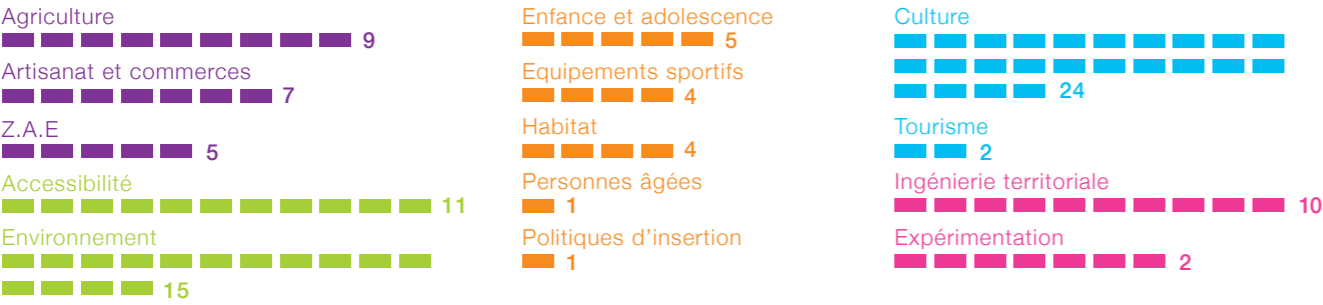 Agriculture
9
Artisanat et commerces
7
Z.A.E
5
Accessibilité
11
Environnement
15
Enfance et adolescence
5
Equipements sportifs
4
Habitat
4
Personnes âgées
1
Politiques d’insertion
1
Culture
24
Tourisme
2
Ingénierie territoriale
10
Expérimentation
2